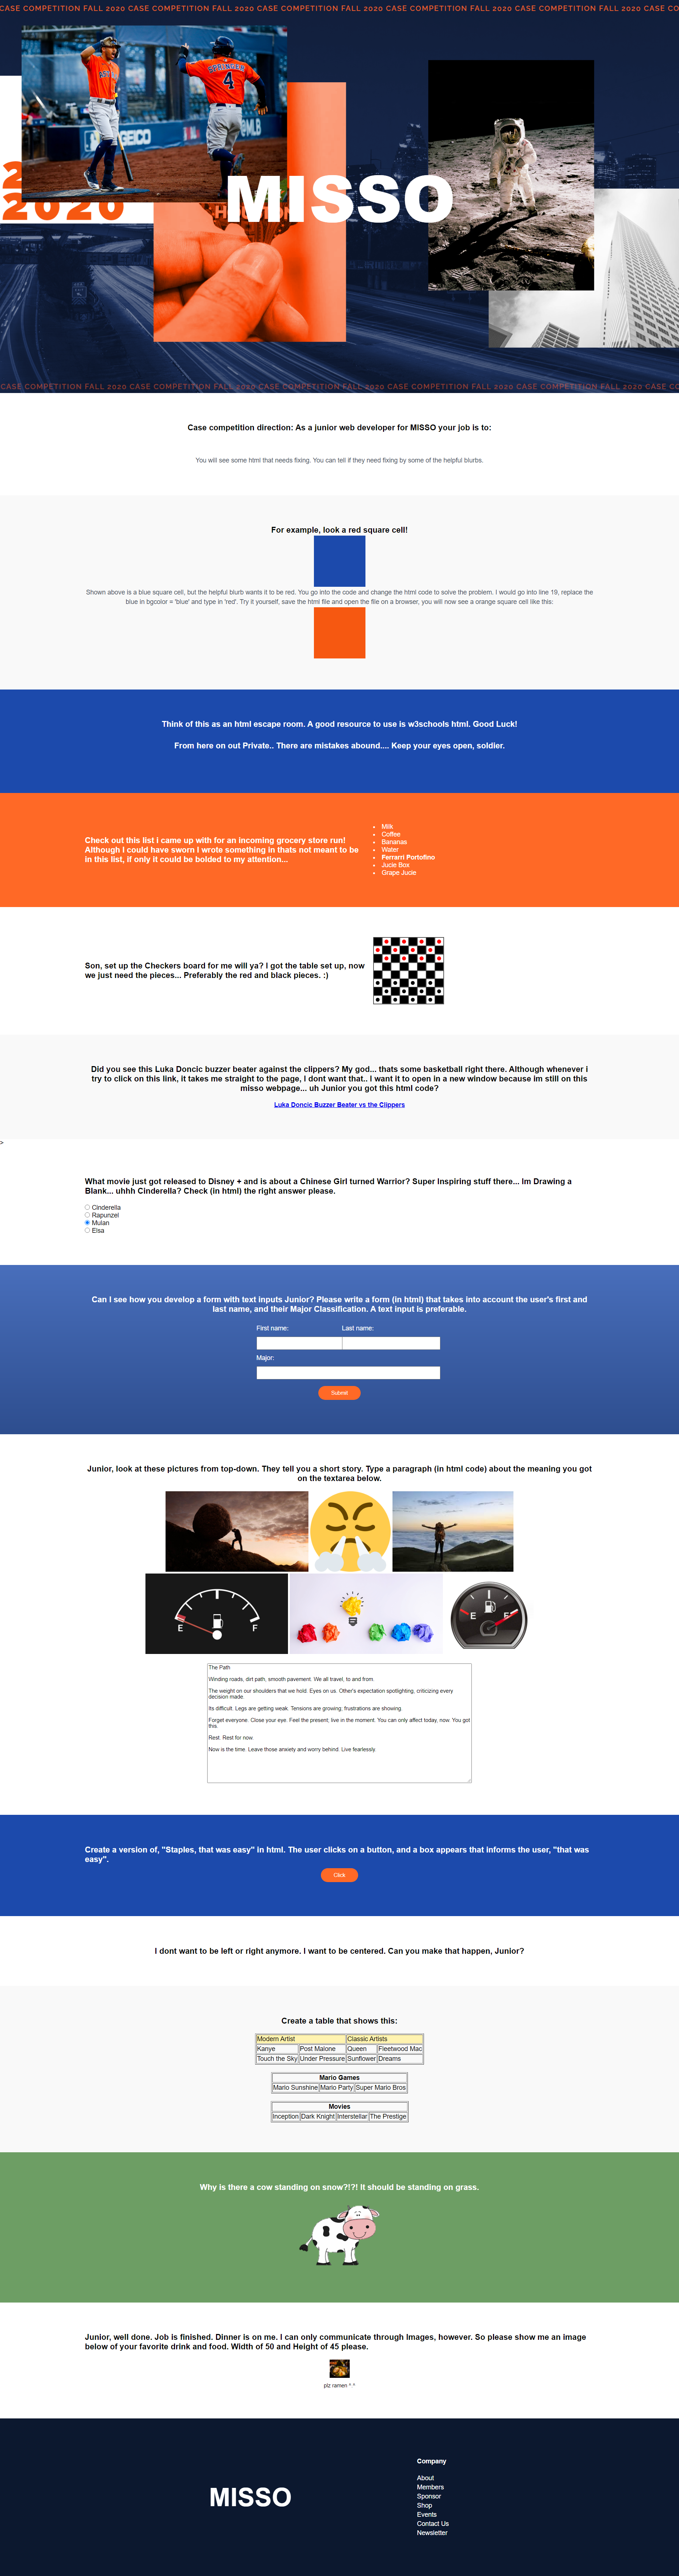 CASE COMPETITION FALL 2020 CASE COMPETITION FALL 2020 CASE COMPETITION FALL 2020 CASE COMPETITION FALL 2020 CASE COMPETITION FALL 2020 CASE CO
SPRINGER
4
GEICO
MLB
2020
MISSO
CASE COMPETITION FALL 2020 CASE COMPETITION FALL 2020 CASE COMPETITION FALL 2020 CASE COMPETITION FALL 2020 CASE COMPETITION FALL 2020 CASE CO
Case competition direction: As a junior web developer for MISSO your job is to:
You will see some html that needs fixing. You can tell if they need fixing by some of the helpful blurbs.
For example, look a red square cell!
Shown above is a blue square cell, but the helpful blurb wants it to be red. You go into the code and change the html code to solve the problem. I would go into line 19, replace the
blue in bgcolor = 'blue' and type in 'red'. Try it yourself, save the html file and open the file on a browser, you will now see a orange square cell like this:
Think of this as an html escape room. A good resource to use is w3schools html. Good Luck!
From here on out Private.. There are mistakes abound.... Keep your eyes open, soldier.
Check out this list I came up with for an incoming grocery store run!
Although I could have sworn I wrote something in thats not meant to be
in this list, if only it could be bolded to my attention...
Milk
Coffee
Bananas
Water
Ferrarri Portofino
Jucie Box
Grape Jucie
Son, set up the Checkers board for me will ya? I got the table set up, now
we just need the pieces... Preferably the red and black pieces. :)
Did you see this Luka Doncic buzzer beater against the clippers? My god... thats some basketball right there. Although whenever i
try to click on this link, it takes me straight to the page, I dont want that.. I want it to open in a new window because im still on this
misso webpage... uh Junior you got this html code?
Luka Doncic Buzzer Beater vs the Clippers
>
What movie just got released to Disney + and is about a Chinese Girl turned Warrior? Super Inspiring stuff there... Im Drawing a
Blank... uhhh Cinderella? Check (in html) the right answer please.
Cinderella
Rapunzel
Mulan
Elsa
Can I see how you develop a form with text inputs Junior? Please write a form (in html) that takes into account the user's first and
last name, and their Major Classification. A text input is preferable.
First name: Last name:
Major:
Submit
Junior, look at these pictures from top-down. They tell you a short story. Type a paragraph (in html code) about the meaning you got
on the textarea below.
E F
E F
The Path
Winding roads, dirt path, smooth pavement. We all travel, to and from.
The weight on our shoulders that we hold. Eyes on us. Other's expectation spotlighting, criticizing every
decision made.
Its difficult. Legs are getting weak. Tensions are growing, frustrations are showing.
Forget everyone. Close your eye. Feel the present, live in the moment. You can only affect today, now. You got
this.
Rest. Rest for now.
Now is the time. Leave those anxiety and worry behind. Live fearlessly.
Create a version of, "Staples, that was easy" in html. The user clicks on a button, and a box appears that informs the user, "that was
easy".
Click
I dont want to be left or right anymore. I want to be centered. Can you make that happen, Junior?
Create a table that shows this:
Modern Artist Classic Artists
Kanye Post Malone Queen Fleetwood Mac
Touch the Sky Under Pressure Sunflower Dreams
Mario Games
Mario Sunshine Mario Party Super Mario Bros
Movies
Inception Dark Knight Interstellar The Prestige
Why is there a cow standing on snow?!?! It should be standing on grass.
Junior, well done. Job is finished. Dinner is on me. I can only communicate through Images, however. So please show me an image
below of your favorite drink and food. Width of 50 and Height of 45 please.
plz ramen ^.^
MISSO
Company
About
Members
Sponsor
Shop
Events
Contact Us
Newsletter